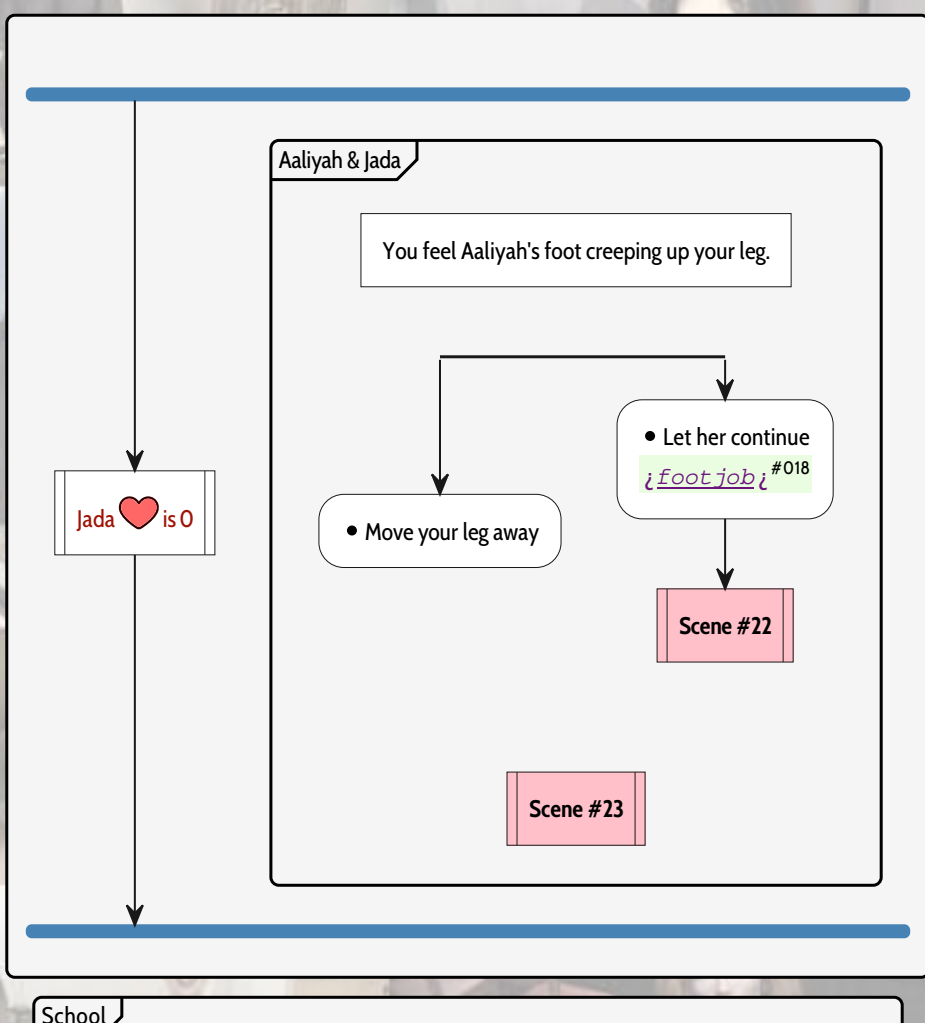 Aaliyah & Jada
You feel Aaliyah's foot creeping up your leg.
• Let her continue
¿footjob¿#018
Jada ❤ is 0
• Move your leg away
Scene #22
Scene #23
School